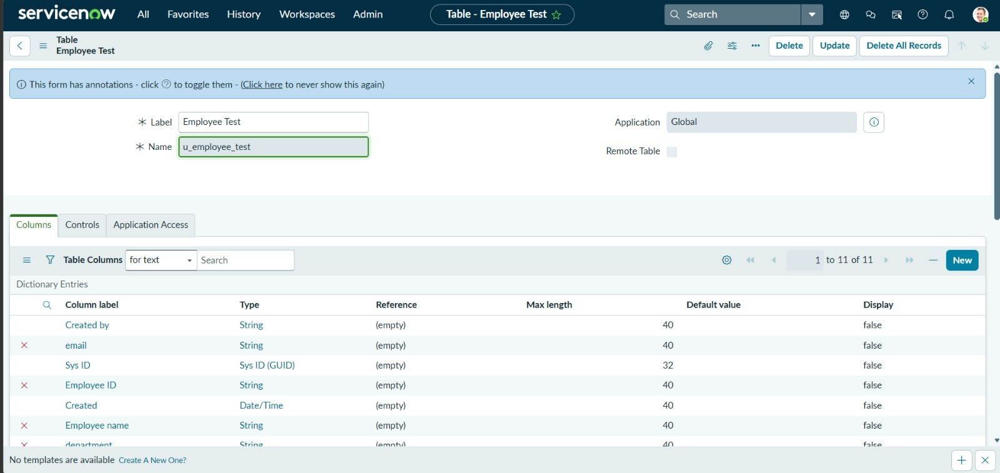 servicenow All Favorites History Workspaces Admin Table - Employee Test Search
Table
Employee Test
Delete Update Delete All Records
This form has annotations - click ? to toggle them - (Click here to never show this again)
Label Employee Test Application Global
Name u_employee_test Remote Table
Columns Controls Application Access
Table Columns for text Search 1 to 11 of 11 New
Dictionary Entries
Column label Type Reference Max length Default value Display
Created by String (empty) 40 false
email String (empty) 40 false
Sys ID Sys ID (GUID) (empty) 32 false
Employee ID String (empty) 40 false
Created Date/Time (empty) 40 false
Employee name String (empty) 40 false
department String (empty) 40 false
No templates are available Create A New One?